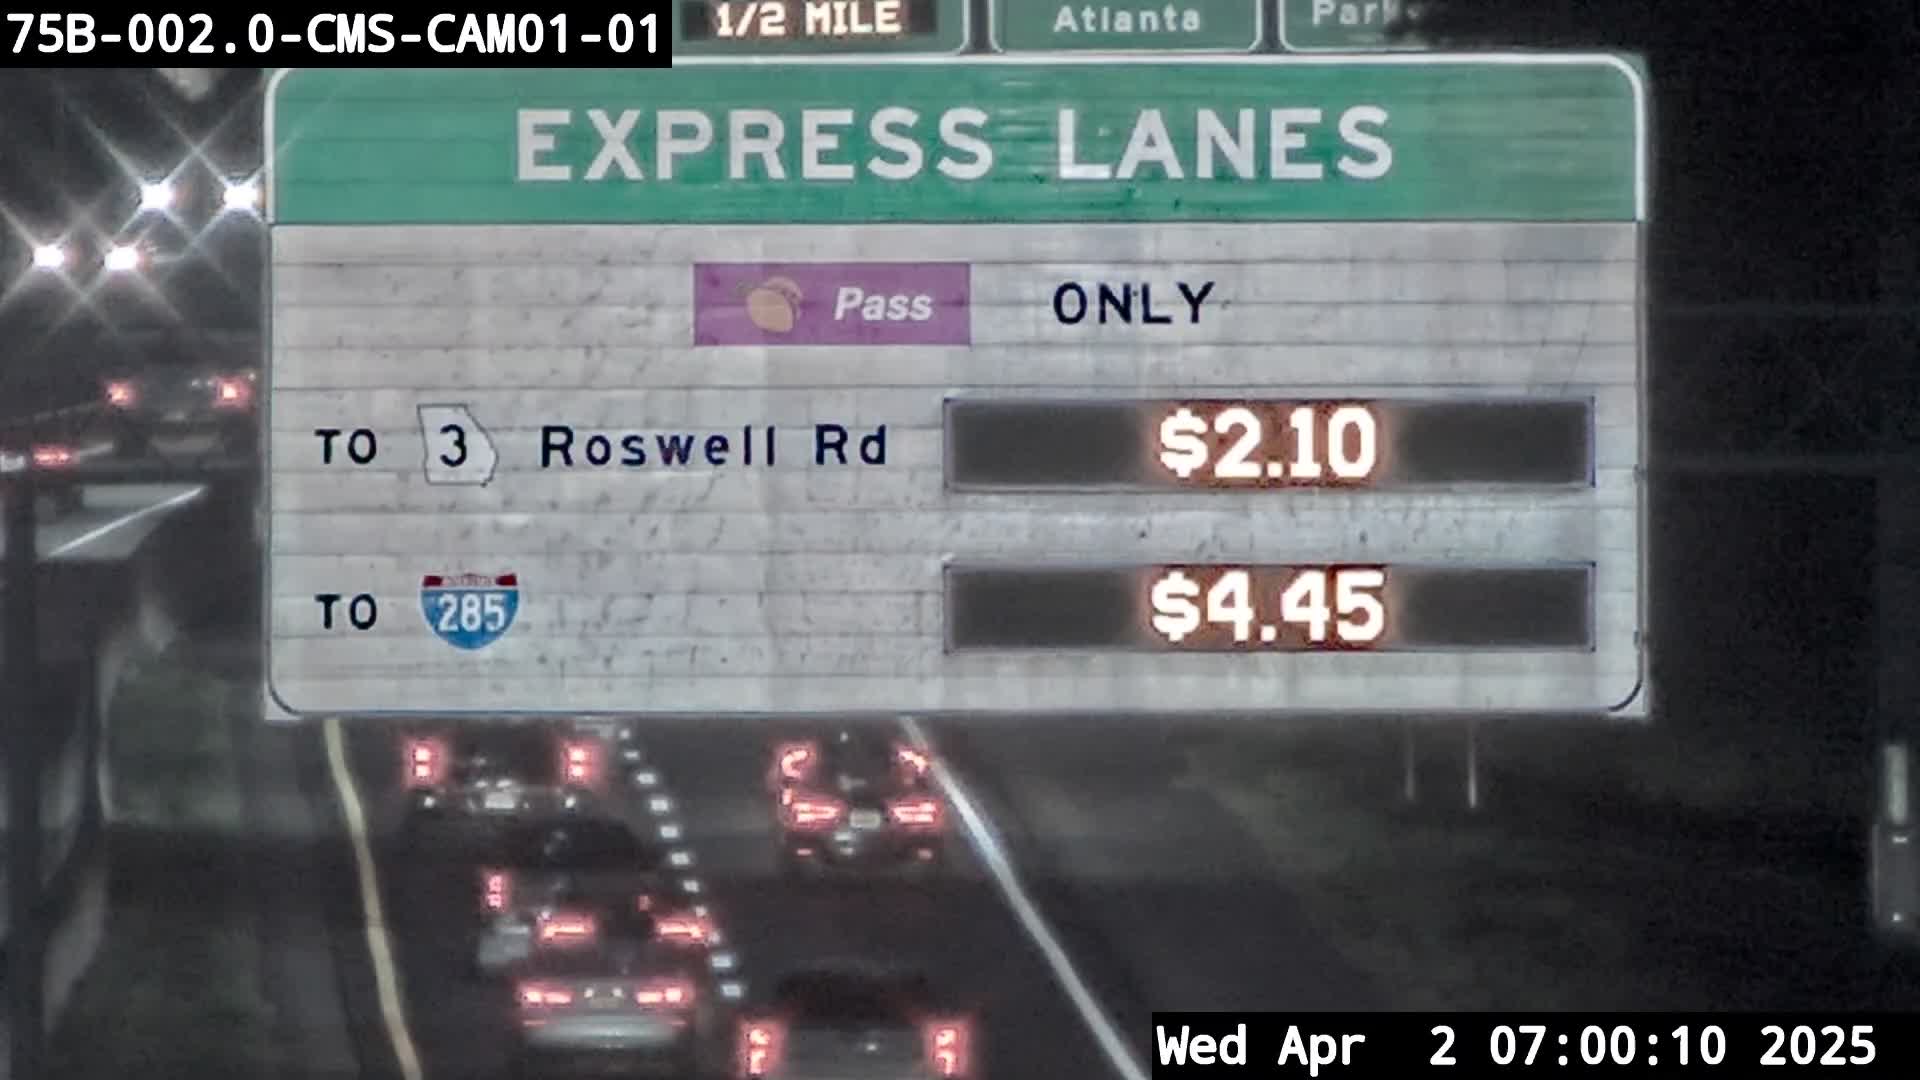 75B-002.0-CMS-CAM01-01
1/2 MILE
Atlanta
EXPRESS LANES
Pass ONLY
TO 3 Roswell Rd $2.10
TO 285 $4.45
Wed Apr 2 07:00:10 2025